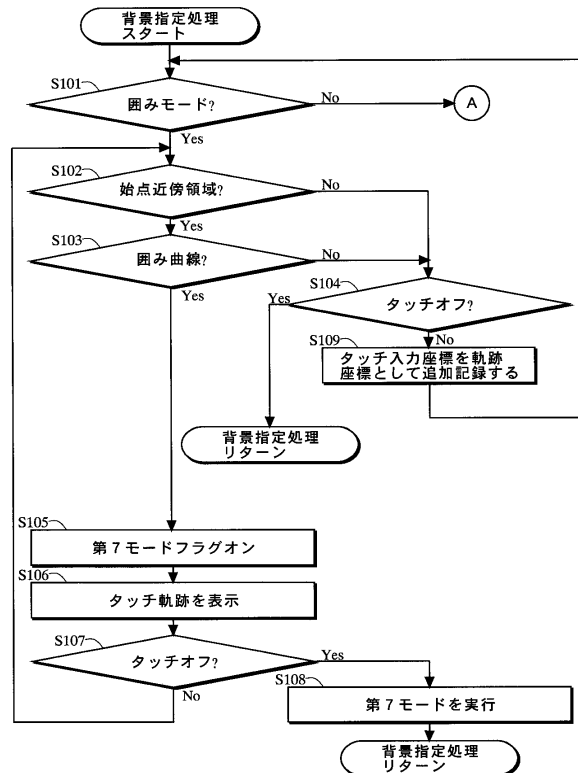 背景指定処理
スタート
S101
囲みモード?
No
A
Yes
S102
始点近傍領域?
No
Yes
S103
囲み曲線?
No
Yes
S104
タッチオフ?
Yes
No
S109
タッチ入力座標を軌跡
座標として追加記録する
背景指定処理
リターン
S105
第7モードフラグオン
S106
タッチ軌跡を表示
S107
タッチオフ?
Yes
No
S108
第7モードを実行
背景指定処理
リターン